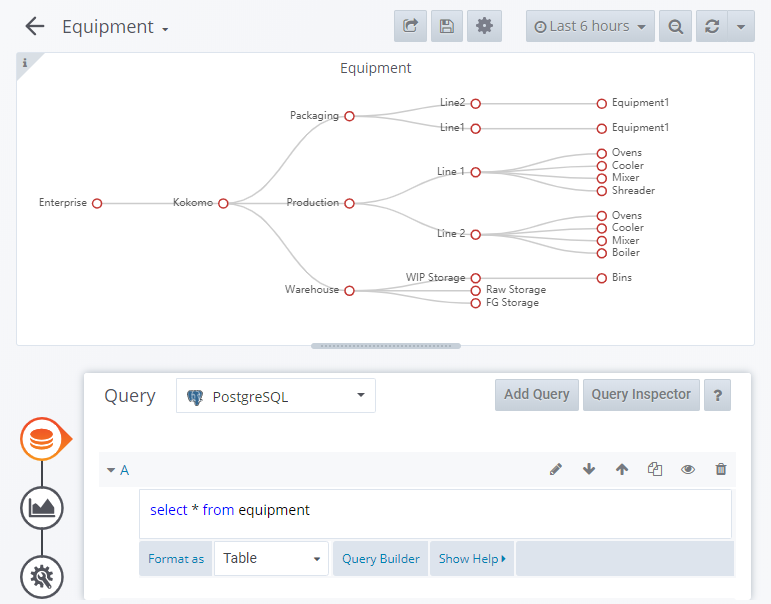 Equipment
Last 6 hours
i
Equipment
Line2
Equipment1
Packaging
Line1
Equipment1
Ovens
Cooler
Line 1
Mixer
Shreader
Enterprise
Kokomo
Production
Ovens
Cooler
Line 2
Mixer
Boiler
WIP Storage
Bins
Warehouse
Raw Storage
FG Storage
Query
PostgreSQL
Add Query
Query Inspector
?
A
select * from equipment
Format as
Table
Query Builder
Show Help